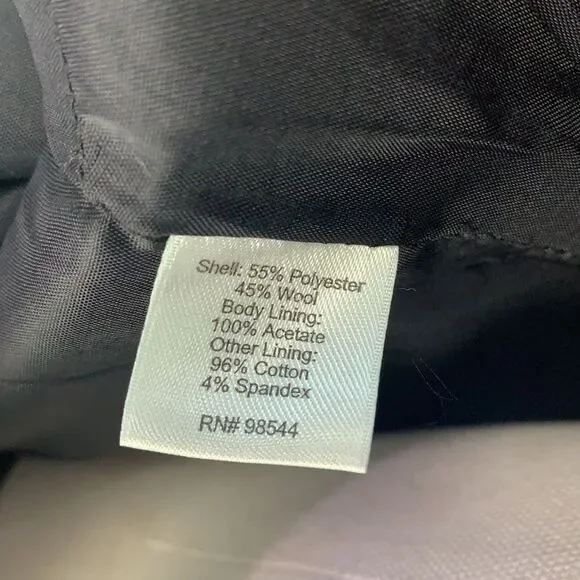 Shell: 55% Polyester
45% Wool
Body Lining:
100% Acetate
Other Lining:
96% Cotton
4% Spandex
RN# 98544